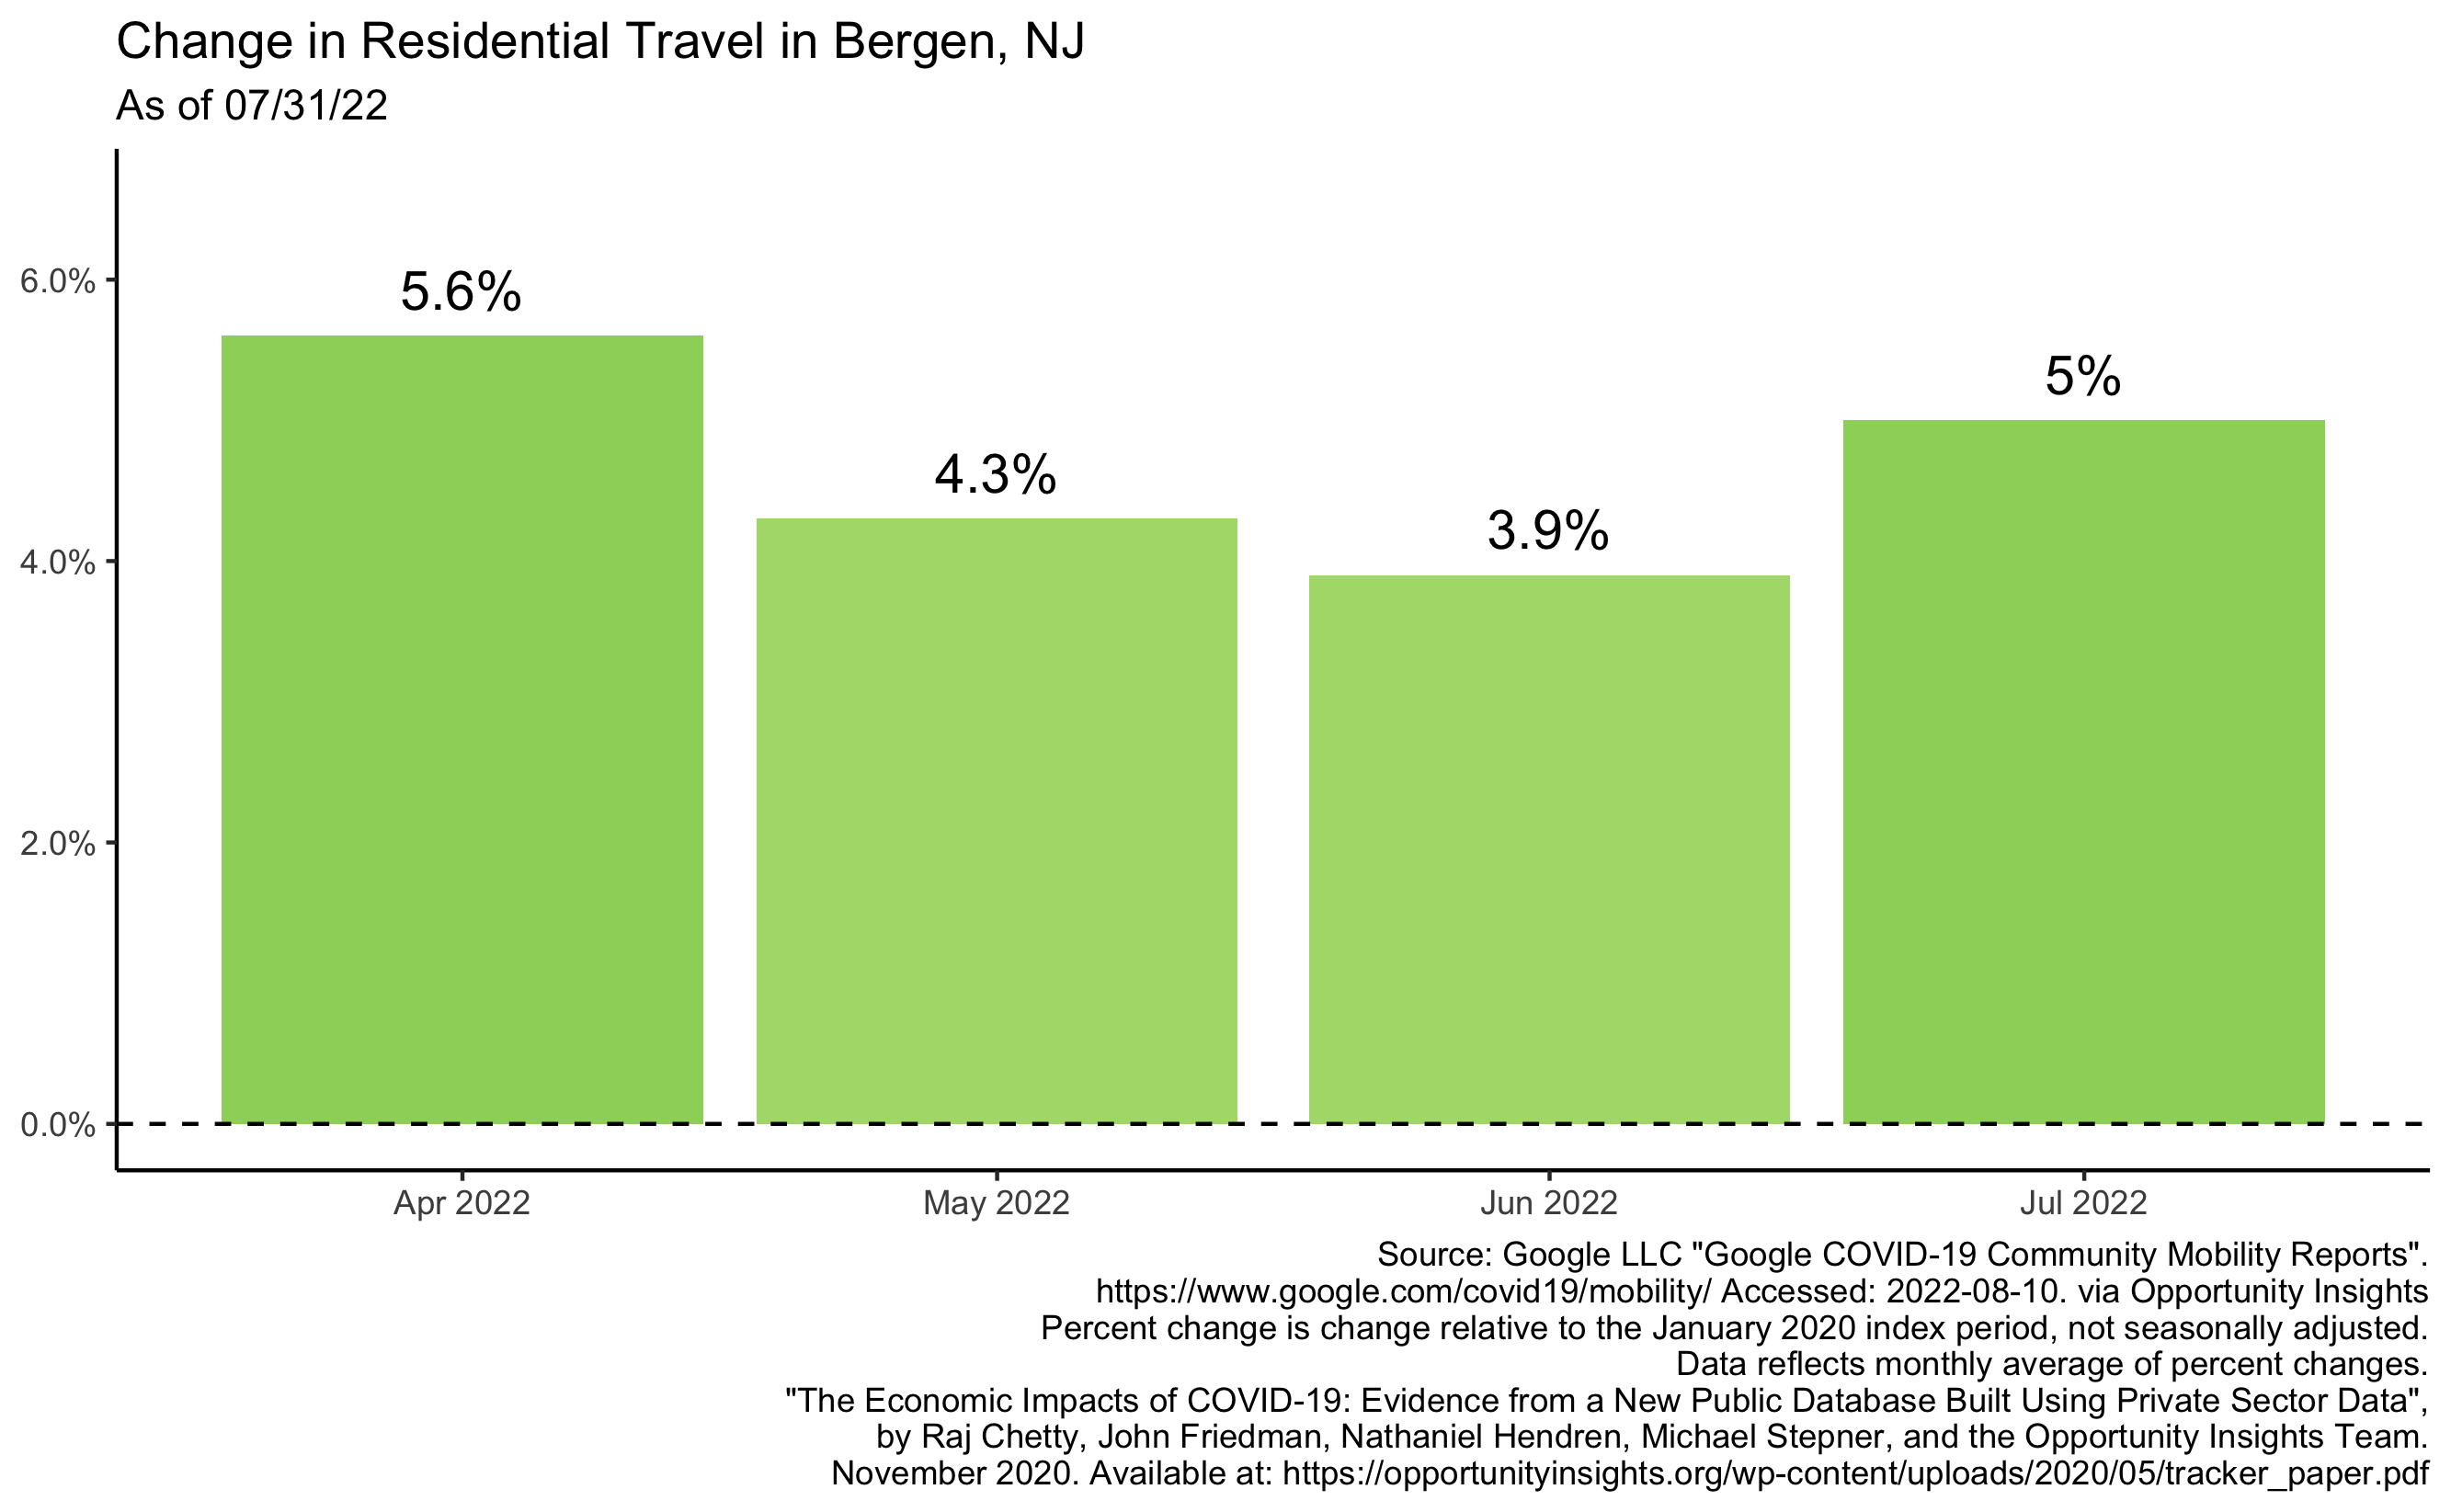 Change in Residential Travel in Bergen, NJ
As of 07/31/22
6.0%
4.0%
2.0%
0.0%
5.6%
4.3%
3.9%
5%
Apr 2022
May 2022
Jun 2022
Jul 2022
Source: Google LLC "Google COVID-19 Community Mobility Reports".
https://www.google.com/covid19/mobility/ Accessed: 2022-08-10. via Opportunity Insights
Percent change is change relative to the January 2020 index period, not seasonally adjusted.
Data reflects monthly average of percent changes.
"The Economic Impacts of COVID-19: Evidence from a New Public Database Built Using Private Sector Data",
by Raj Chetty, John Friedman, Nathaniel Hendren, Michael Stepner, and the Opportunity Insights Team.
November 2020. Available at: https://opportunityinsights.org/wp-content/uploads/2020/05/tracker_paper.pdf